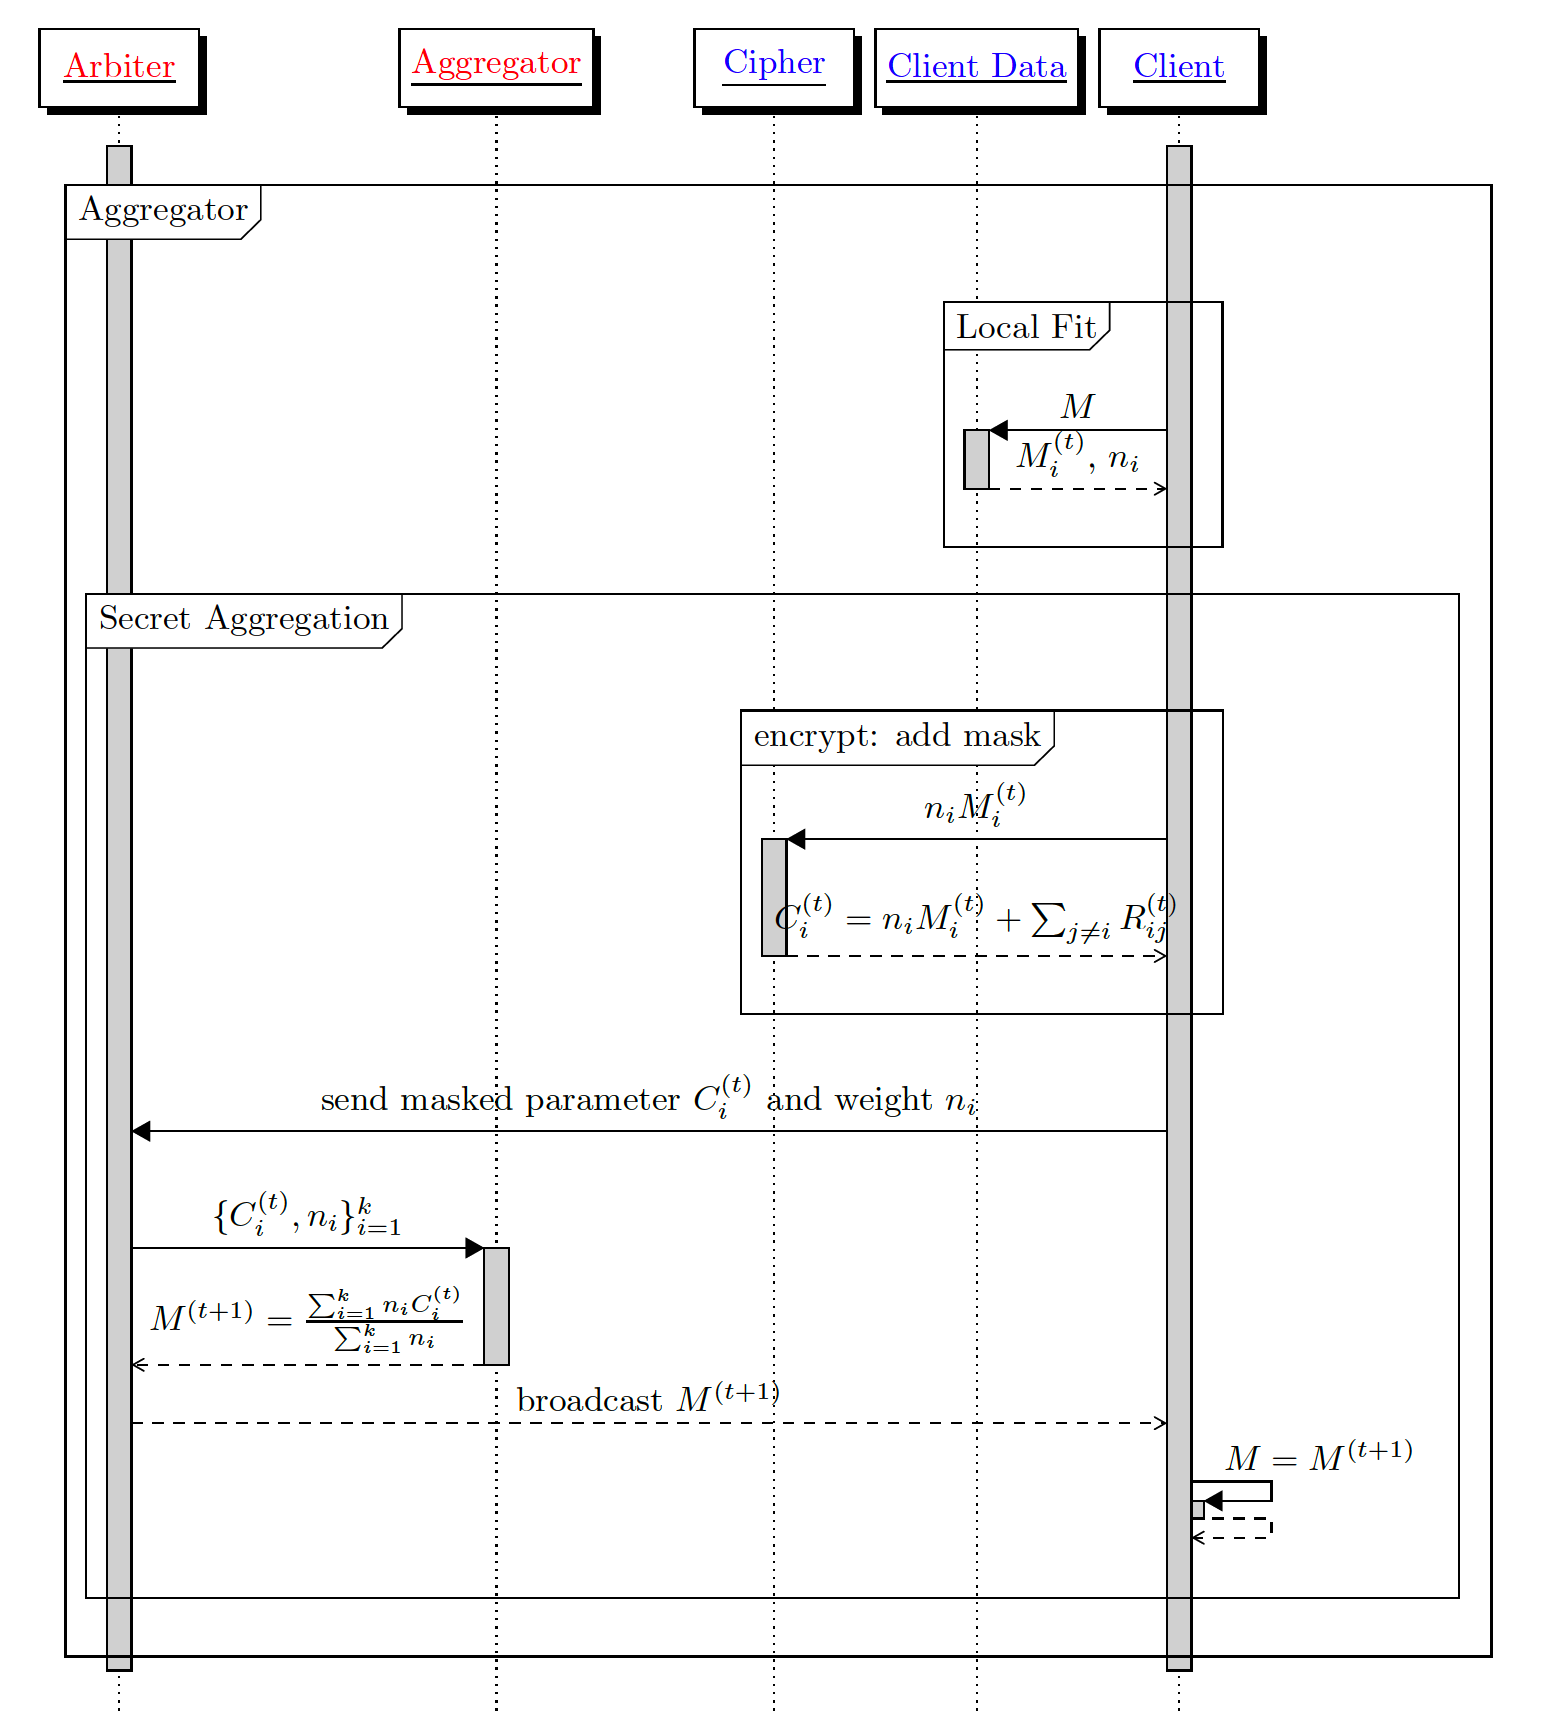 Arbiter Aggregator Cipher Client Data Client
Aggregator
Local Fit
$M$
$M_i^{(t)}$, $n_i$
Secret Aggregation
encrypt: add mask
$n_i M_i^{(t)}$
$C_i^{(t)} = n_i M_i^{(t)} + \sum_{j \neq i} R_{ij}^{(t)}$
send masked parameter $C_i^{(t)}$ and weight $n_i$
$\{C_i^{(t)}, n_i\}_{i=1}^k$
$M^{(t+1)} = \frac{\sum_{i=1}^k n_i C_i^{(t)}}{\sum_{i=1}^k n_i}$
broadcast $M^{(t+1)}$
$M = M^{(t+1)}$